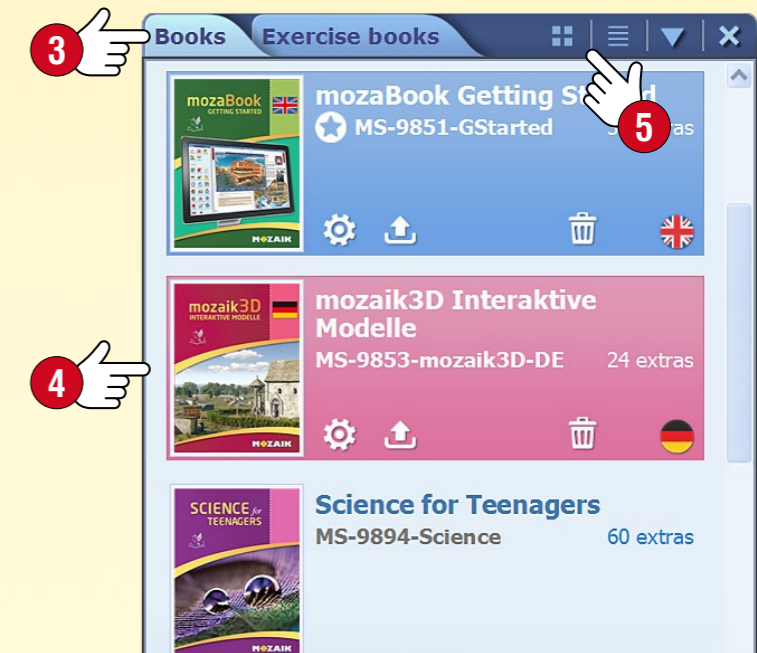 3
Books Exercise books
mozaBook
GETTING STARTED
MOZAIK
mozaBook Getting St d
MS-9851-GStarted as
5
4
mozaik3D
INTERAKTIVE MODELLE
MOZAIK
mozaik3D Interaktive
Modelle
MS-9853-mozaik3D-DE 24 extras
SCIENCE for
TEENAGERS
MOZAIK
Science for Teenagers
MS-9894-Science 60 extras